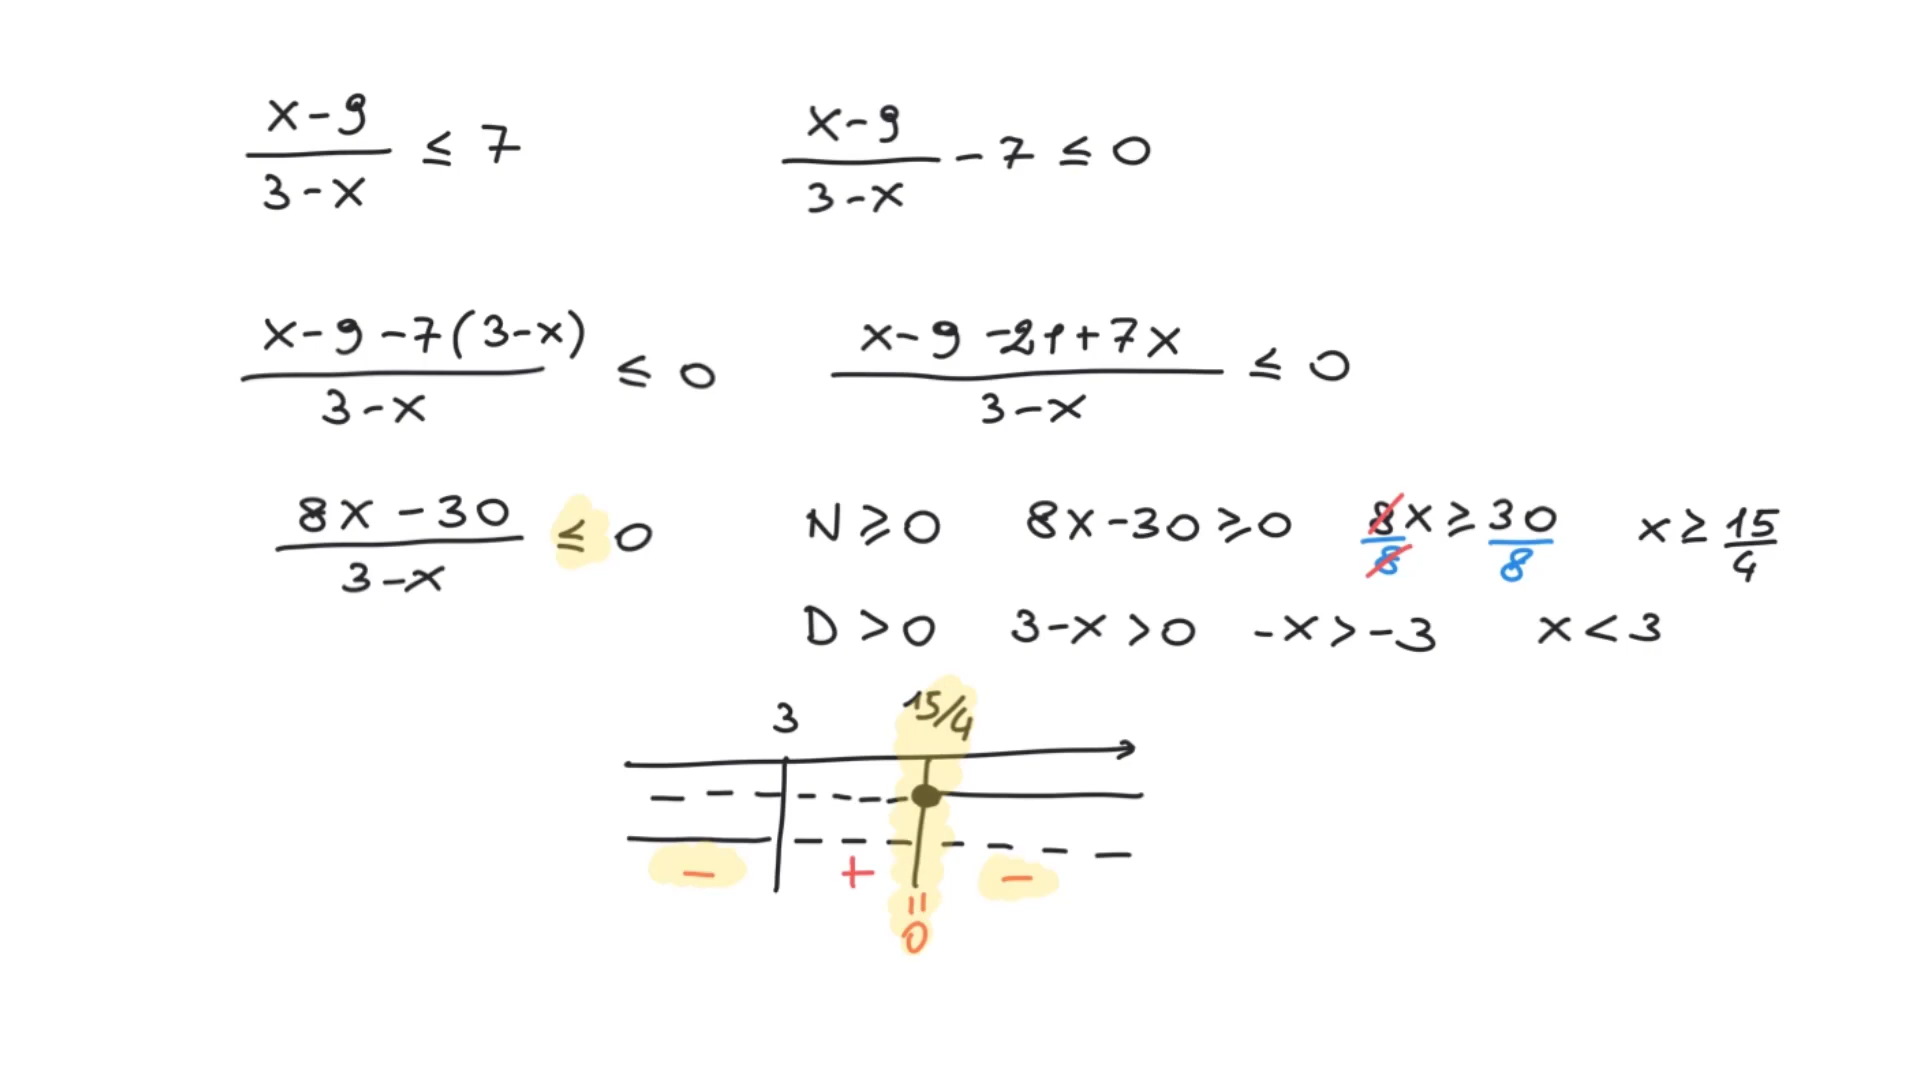 (x-9)/(3-x) ≤ 7    (x-9)/(3-x) - 7 ≤ 0
(x-9-7(3-x))/(3-x) ≤ 0    (x-9-21+7x)/(3-x) ≤ 0
(8x-30)/(3-x) ≤ 0    N ≥ 0    8x-30 ≥ 0    8x/8 ≥ 30/8    x ≥ 15/4
D > 0    3-x > 0    -x > -3    x < 3
3    15/4
-    +    =0    -